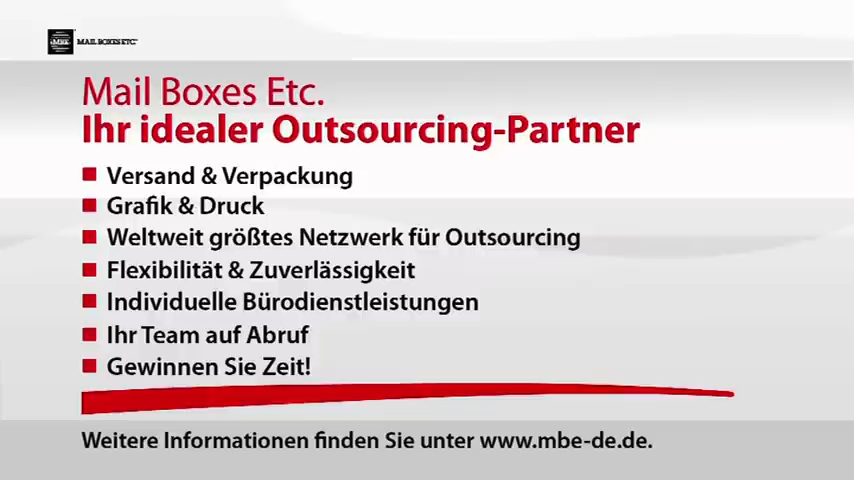 MBE MAIL BOXES ETC.
Mail Boxes Etc.
Ihr idealer Outsourcing-Partner
Versand & Verpackung
Grafik & Druck
Weltweit größtes Netzwerk für Outsourcing
Flexibilität & Zuverlässigkeit
Individuelle Bürodienstleistungen
Ihr Team auf Abruf
Gewinnen Sie Zeit!
Weitere Informationen finden Sie unter www.mbe-de.de.